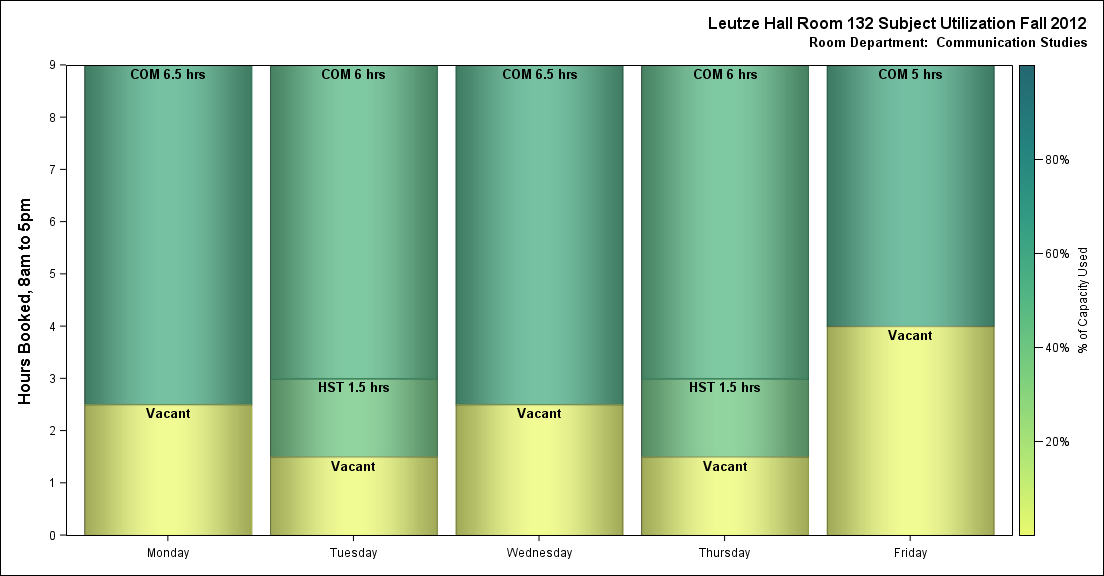 Leutze Hall Room 132 Subject Utilization Fall 2012
Room Department:  Communication Studies
Hours Booked, 8am to 5pm
9
8
7
6
5
4
3
2
1
0
COM 6.5 hrs
Vacant
COM 6 hrs
HST 1.5 hrs
Vacant
COM 6.5 hrs
Vacant
COM 6 hrs
HST 1.5 hrs
Vacant
COM 5 hrs
Vacant
Monday
Tuesday
Wednesday
Thursday
Friday
80%
60%
40%
20%
% of Capacity Used